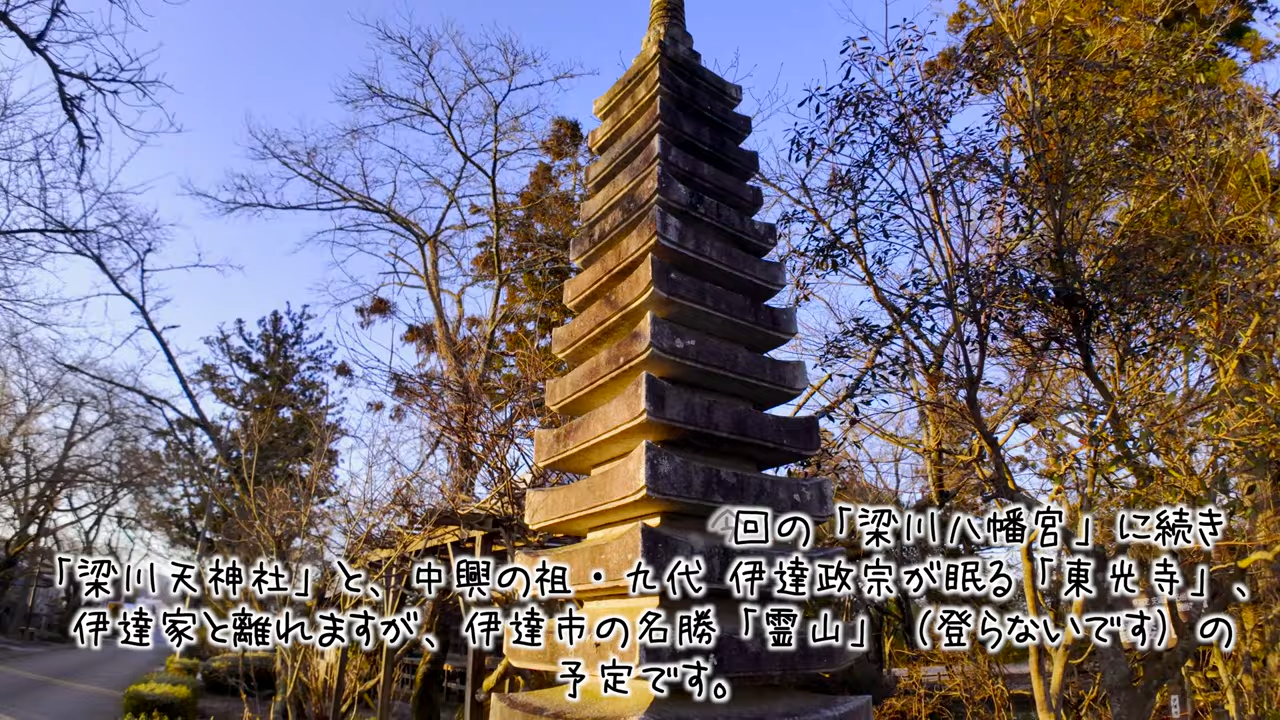 回の「梁川八幡宮」に続き
「梁川天神社」と、中興の祖・九代 伊達政宗が眠る「東光寺」、
伊達家と離れますが、伊達市の名勝「霊山」（登らないです）の
予定です。